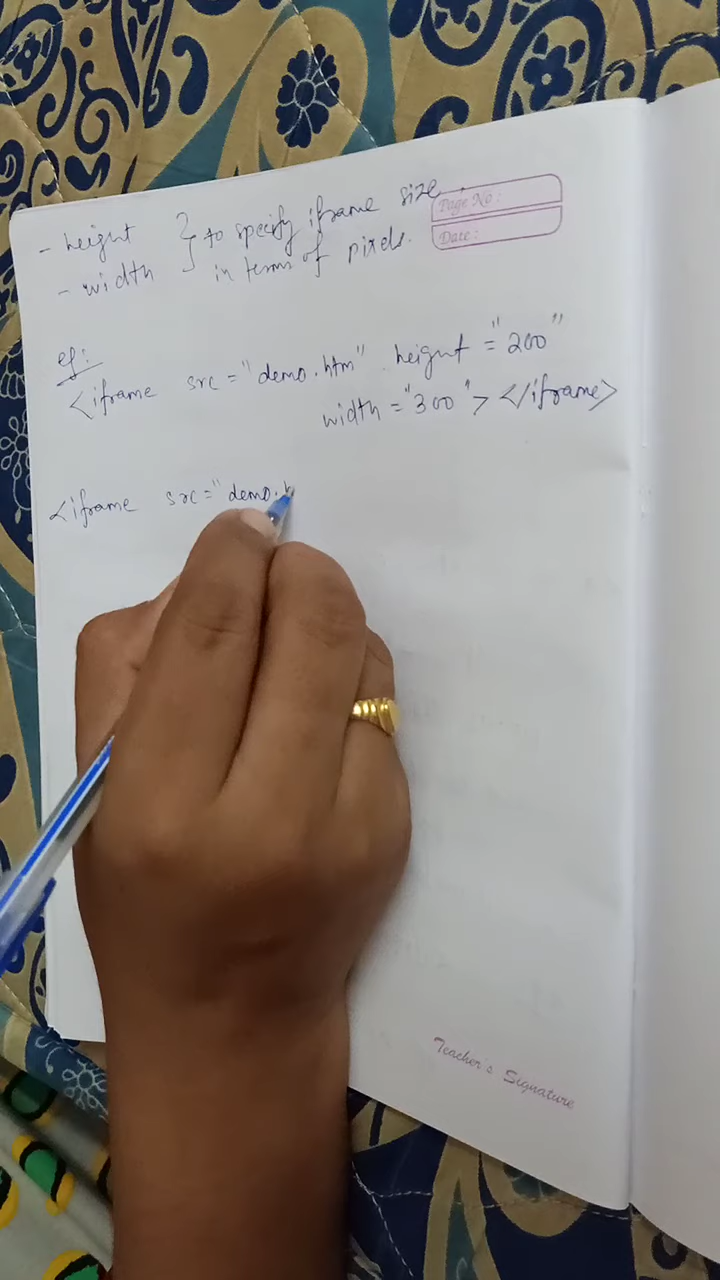 - height } to specify iframe size.
- width in terms of pixels.
Page No :
Date :
eg:
<iframe src = "demo.htm" height = "200"
width = "300" > </iframe>
<iframe src = "demo.h
Teacher's Signature